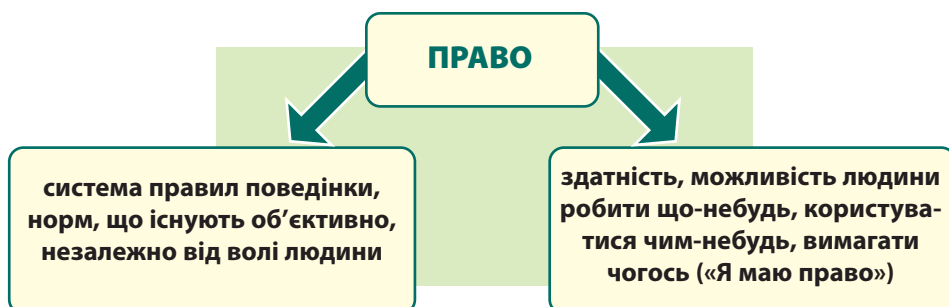 ПРАВО
система правил поведінки,
норм, що існують об’єктивно,
незалежно від волі людини
здатність, можливість людини
робити що-небудь, користува-
тися чим-небудь, вимагати
чогось («Я маю право»)